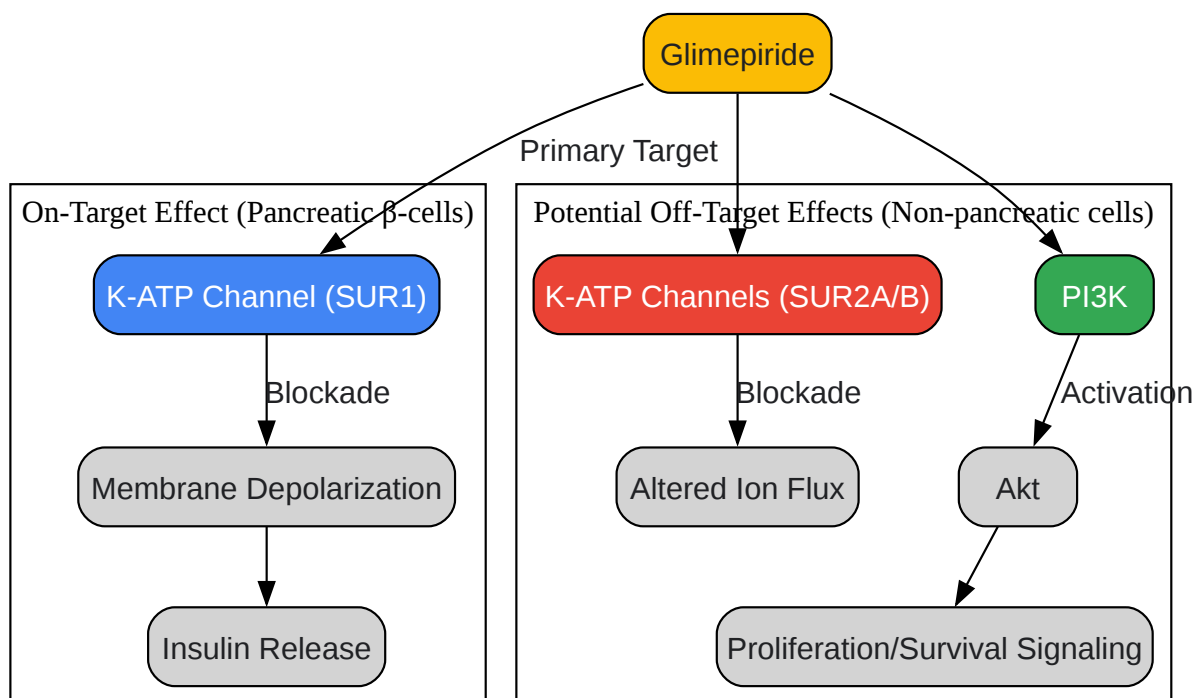 Glimepiride
Primary Target
On-Target Effect (Pancreatic β-cells)
Potential Off-Target Effects (Non-pancreatic cells)
K-ATP Channel (SUR1)
K-ATP Channels (SUR2A/B)
PI3K
Blockade
Blockade
Activation
Membrane Depolarization
Altered Ion Flux
Akt
Insulin Release
Proliferation/Survival Signaling